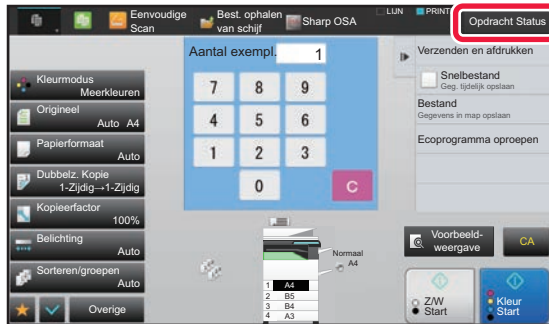 Eenvoudige
Scan
Best. ophalen
van schijf
Sharp OSA
LIJN
PRINT
Opdracht Status
Aantal exempl.
1
Verzenden en afdrukken
Snelbestand
Geg. tijdelijk opslaan
Bestand
Gegevens in map opslaan
Ecoprogramma oproepen
Kleurmodus
Meerkleuren
Origineel
Auto A4
Papierformaat
Auto
Dubbelz. Kopie
1-Zijdig→1-Zijdig
Kopieerfactor
100%
Belichting
Auto
Sorteren/groepen
Auto
Overige
7 8 9
4 5 6
1 2 3
0 C
Normaal
A4
1 A4
2 B5
3 B4
4 A3
Voorbeeld-
weergave
CA
Z/W
Start
Kleur
Start